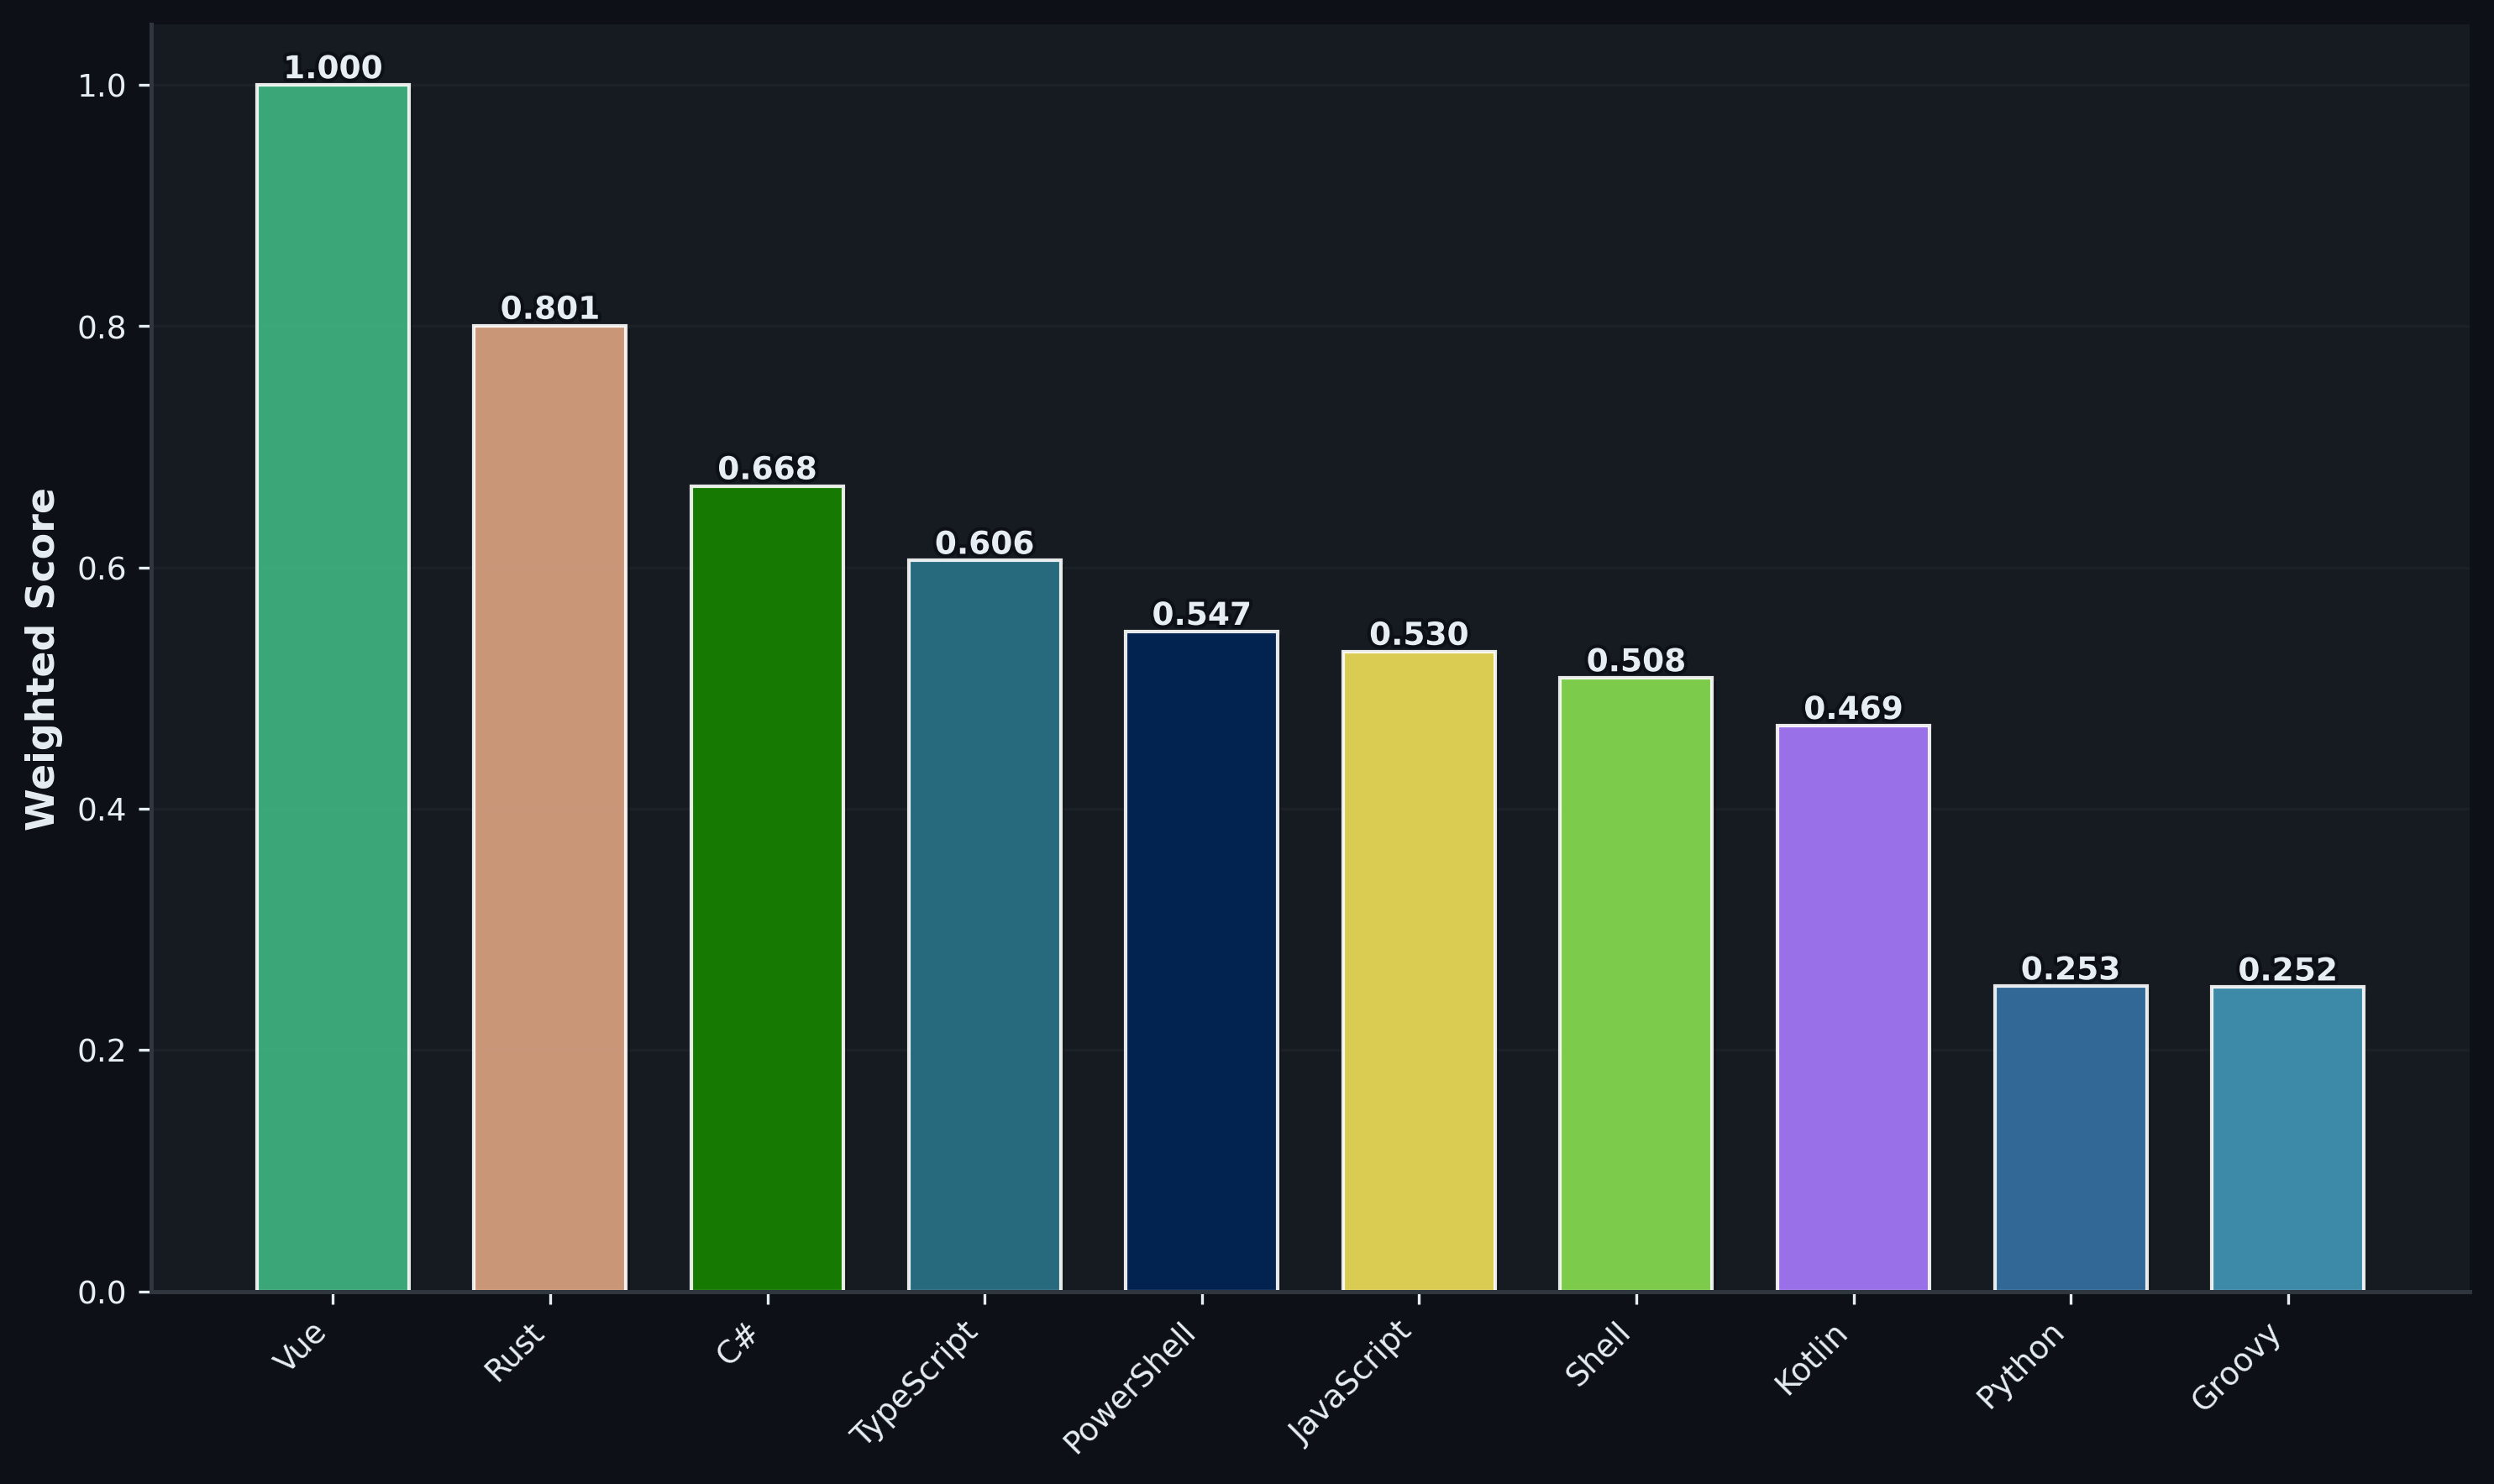 Weighted Score
1.0
0.8
0.6
0.4
0.2
0.0
1.000
0.801
0.668
0.606
0.547
0.530
0.508
0.469
0.253
0.252
Vue
Rust
C#
TypeScript
PowerShell
JavaScript
Shell
Kotlin
Python
Groovy